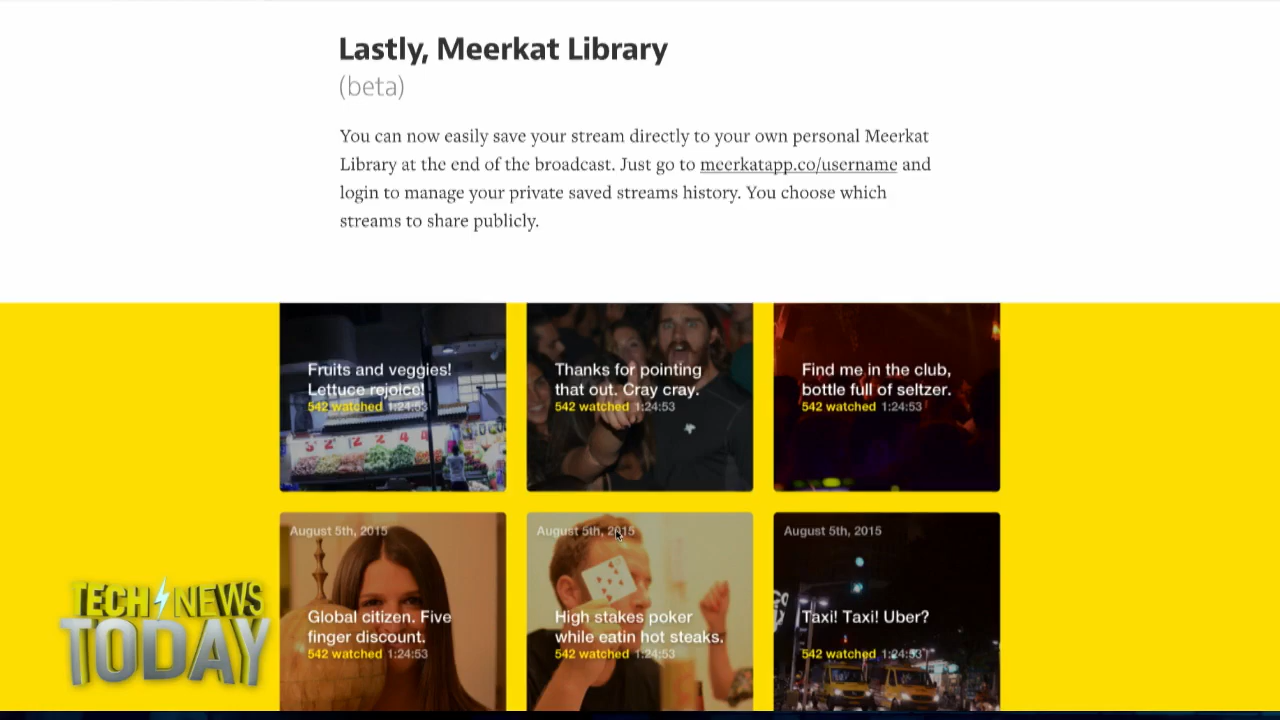 Lastly, Meerkat Library
(beta)
You can now easily save your stream directly to your own personal Meerkat
Library at the end of the broadcast. Just go to meerkatapp.co/username and
login to manage your private saved streams history. You choose which
streams to share publicly.
Fruits and veggies!
Lettuce rejoice!
542 watched 1:24:53
Thanks for pointing
that out. Cray cray.
542 watched 1:24:53
Find me in the club,
bottle full of seltzer.
542 watched 1:24:53
August 5th, 2015
Global citizen. Five
finger discount.
542 watched 1:24:53
August 5th, 2015
High stakes poker
while eatin hot steaks.
542 watched 1:24:53
August 5th, 2015
Taxi! Taxi! Uber?
542 watched 1:24:53
TECH NEWS
TODAY